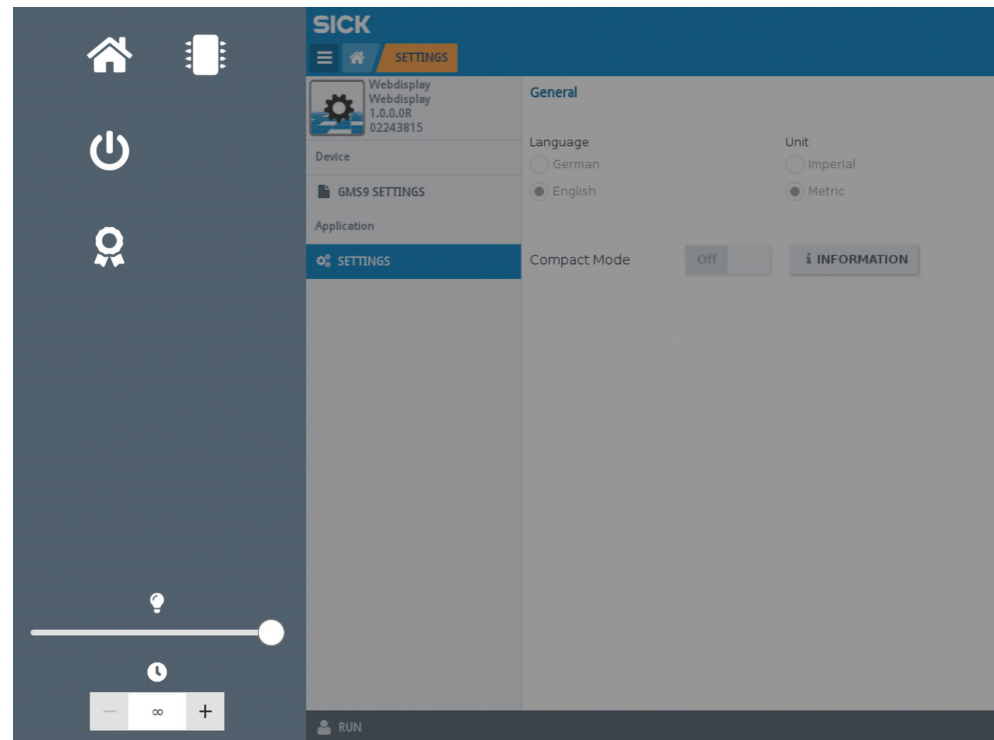 SICK
SETTINGS
Webdisplay
Webdisplay
1.0.0.0R
02243815
Device
GMS9 SETTINGS
Application
SETTINGS
General
Language
German
English
Unit
Imperial
Metric
Compact Mode
Off
i INFORMATION
− ∞ +
RUN